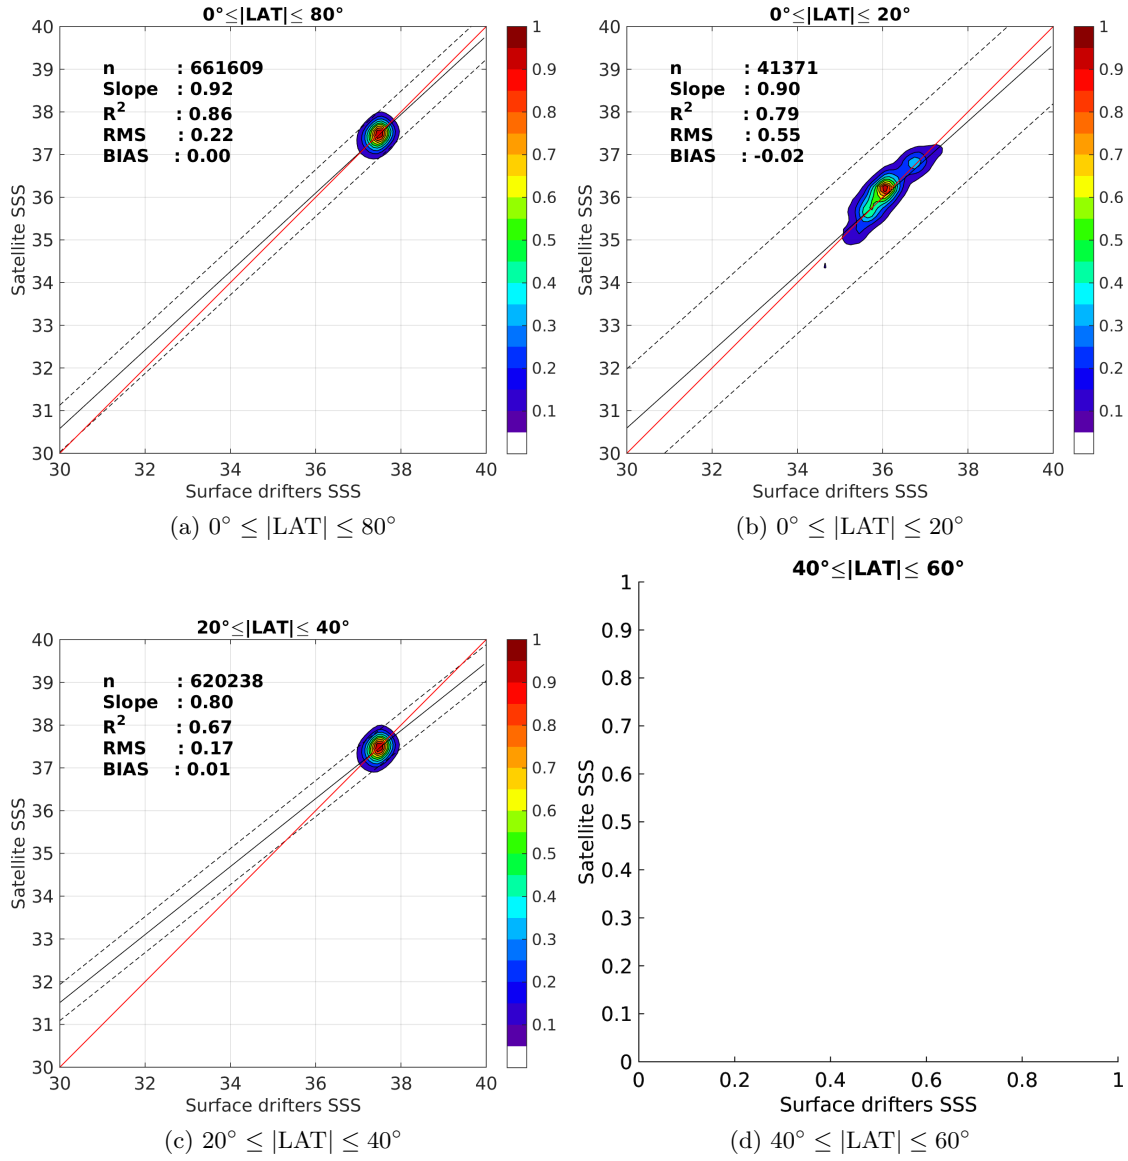 0°≤|LAT|≤ 80°
n : 661609
Slope : 0.92
R2 : 0.86
RMS : 0.22
BIAS : 0.00
40
39
38
37
36
35
34
33
32
31
30
30 32 34 36 38 40
Satellite SSS
Surface drifters SSS
1
0.9
0.8
0.7
0.6
0.5
0.4
0.3
0.2
0.1
(a) 0° ≤ |LAT| ≤ 80°
0°≤|LAT|≤ 20°
n : 41371
Slope : 0.90
R2 : 0.79
RMS : 0.55
BIAS : -0.02
40
39
38
37
36
35
34
33
32
31
30
30 32 34 36 38 40
Satellite SSS
Surface drifters SSS
1
0.9
0.8
0.7
0.6
0.5
0.4
0.3
0.2
0.1
(b) 0° ≤ |LAT| ≤ 20°
20°≤|LAT|≤ 40°
n : 620238
Slope : 0.80
R2 : 0.67
RMS : 0.17
BIAS : 0.01
40
39
38
37
36
35
34
33
32
31
30
30 32 34 36 38 40
Satellite SSS
Surface drifters SSS
1
0.9
0.8
0.7
0.6
0.5
0.4
0.3
0.2
0.1
(c) 20° ≤ |LAT| ≤ 40°
40°≤|LAT|≤ 60°
1
0.9
0.8
0.7
0.6
0.5
0.4
0.3
0.2
0.1
0
0 0.2 0.4 0.6 0.8 1
Satellite SSS
Surface drifters SSS
(d) 40° ≤ |LAT| ≤ 60°